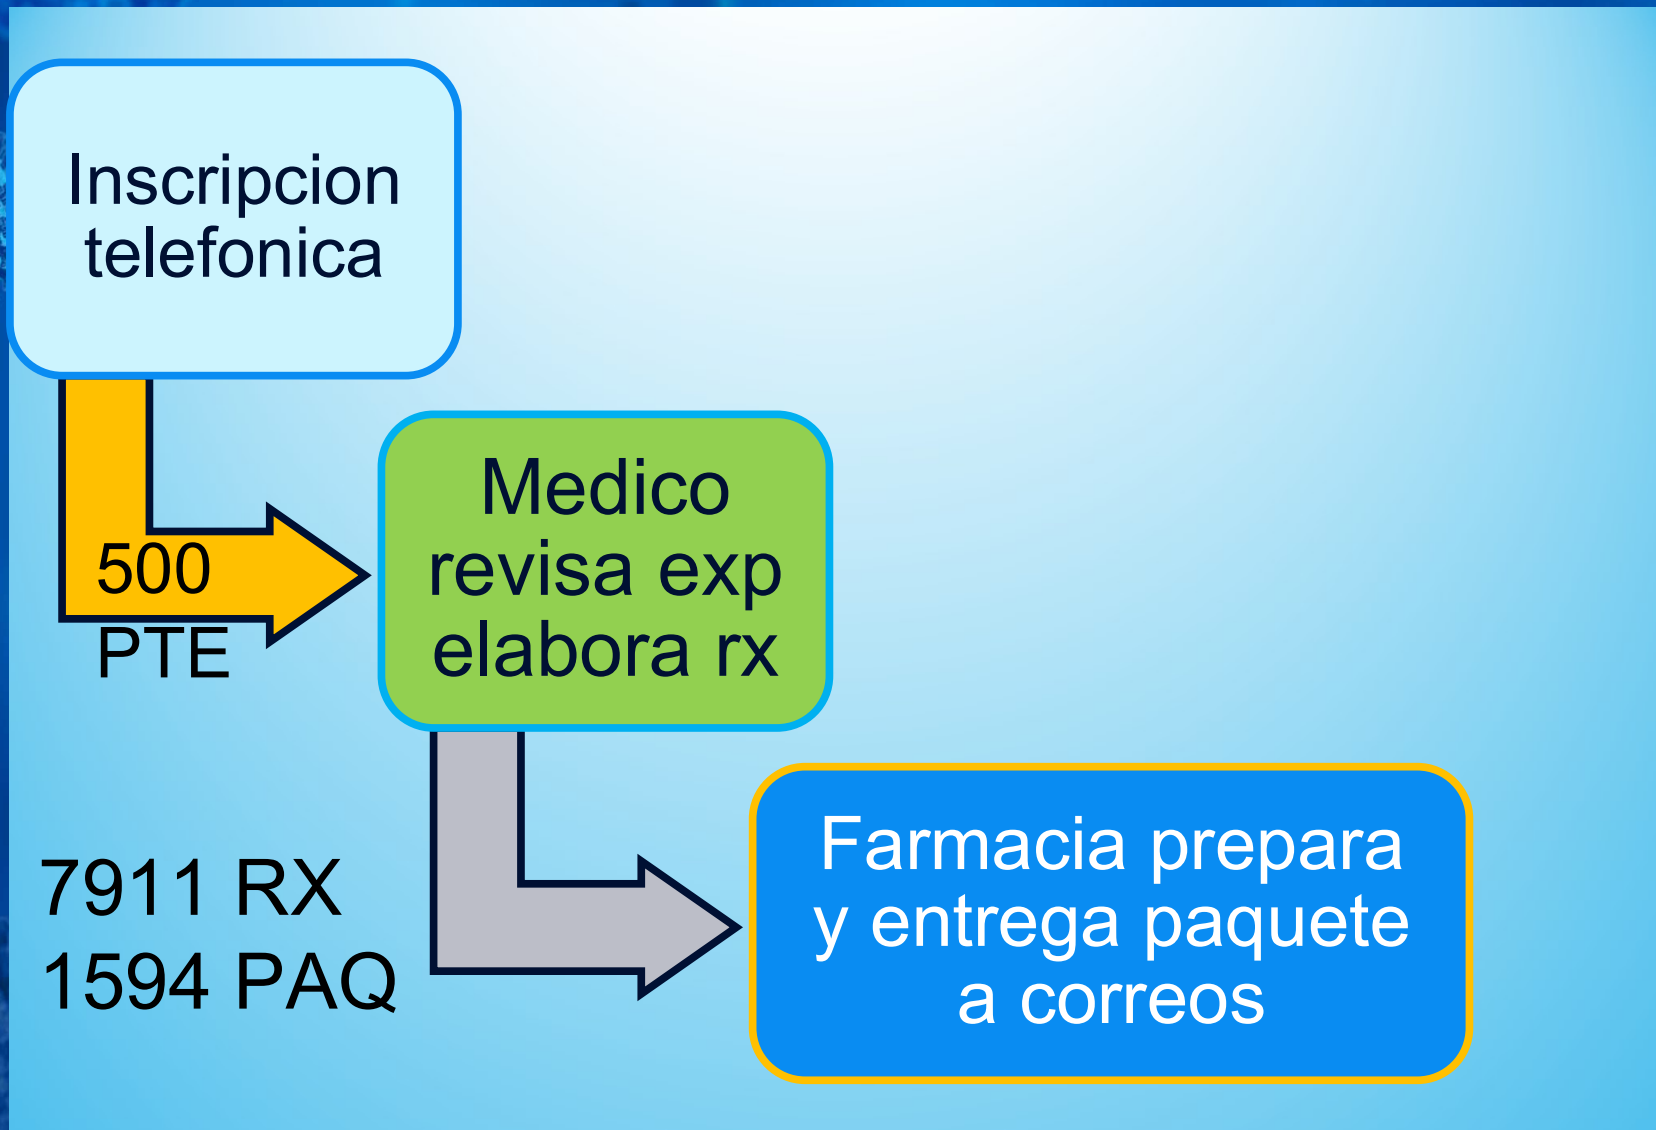 Inscripcion
telefonica
500
PTE
Medico
revisa exp
elabora rx
7911 RX
1594 PAQ
Farmacia prepara
y entrega paquete
a correos